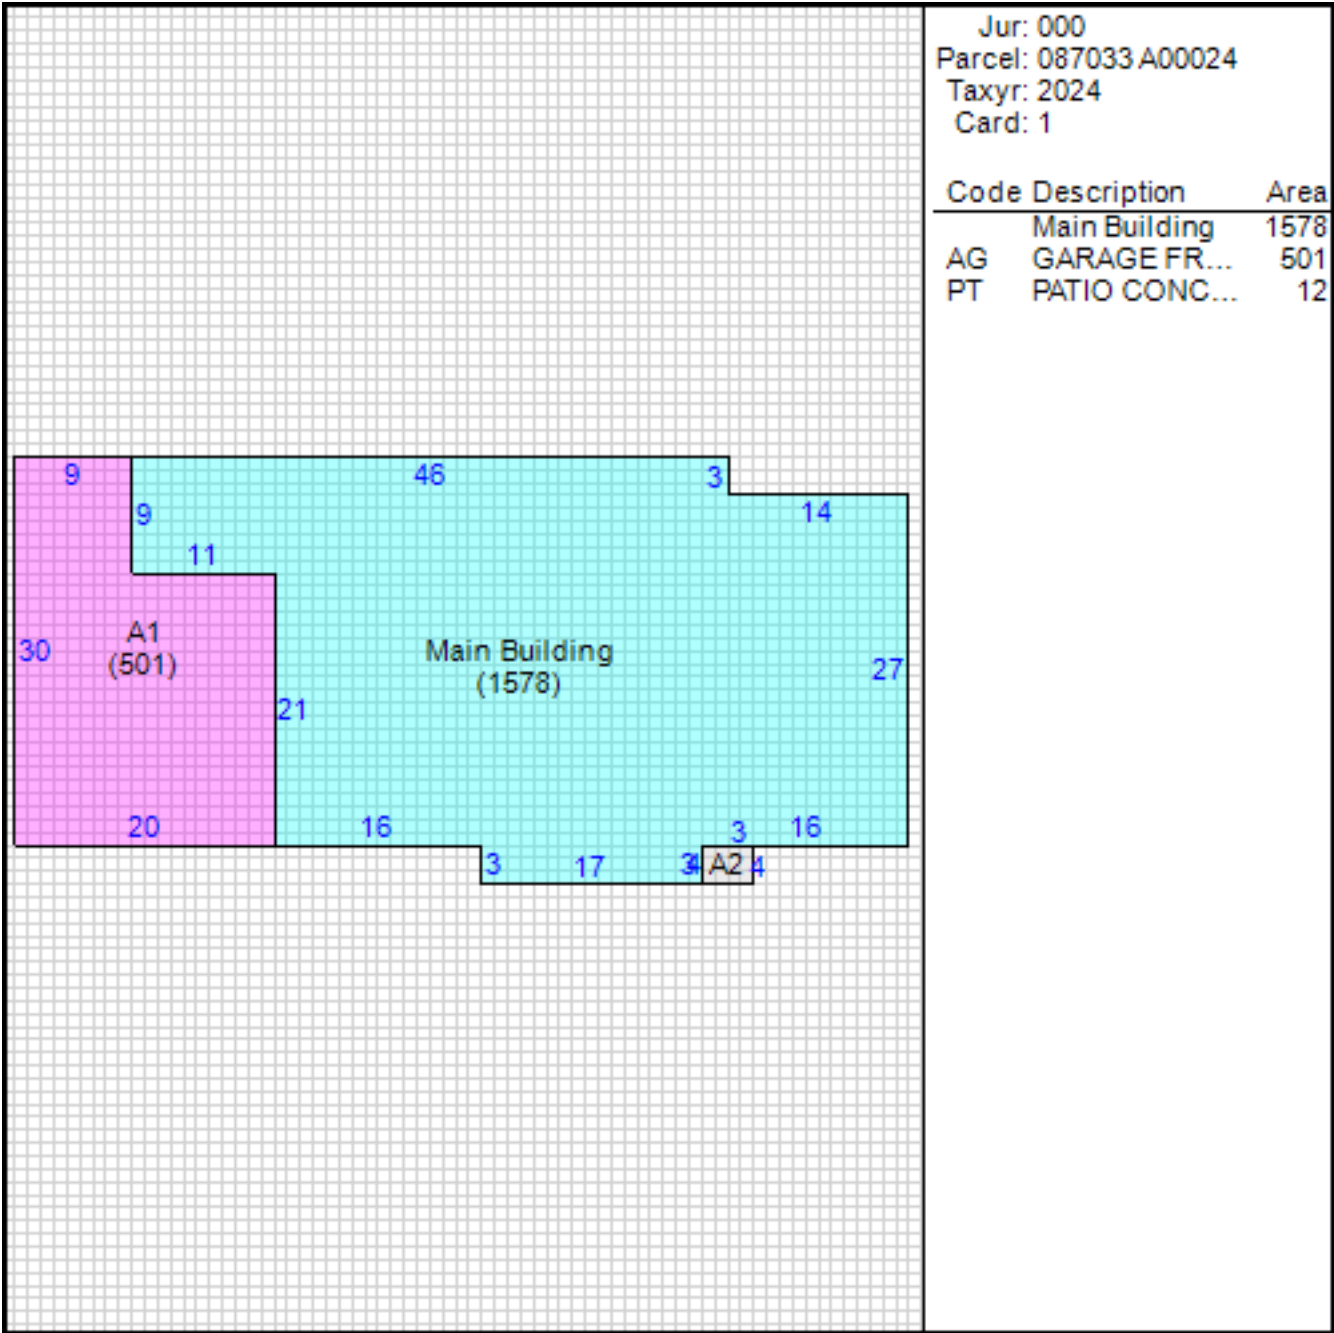 Jur: 000
Parcel: 087033 A00024
Taxyr: 2024
Card: 1
Code Description Area
Main Building 1578
AG GARAGE FR... 501
PT PATIO CONC... 12
9 46 3
9 14
11
A1
(501)
30
Main Building
(1578)
27
21
20 16 3 16
3 17 3 4 A2 4